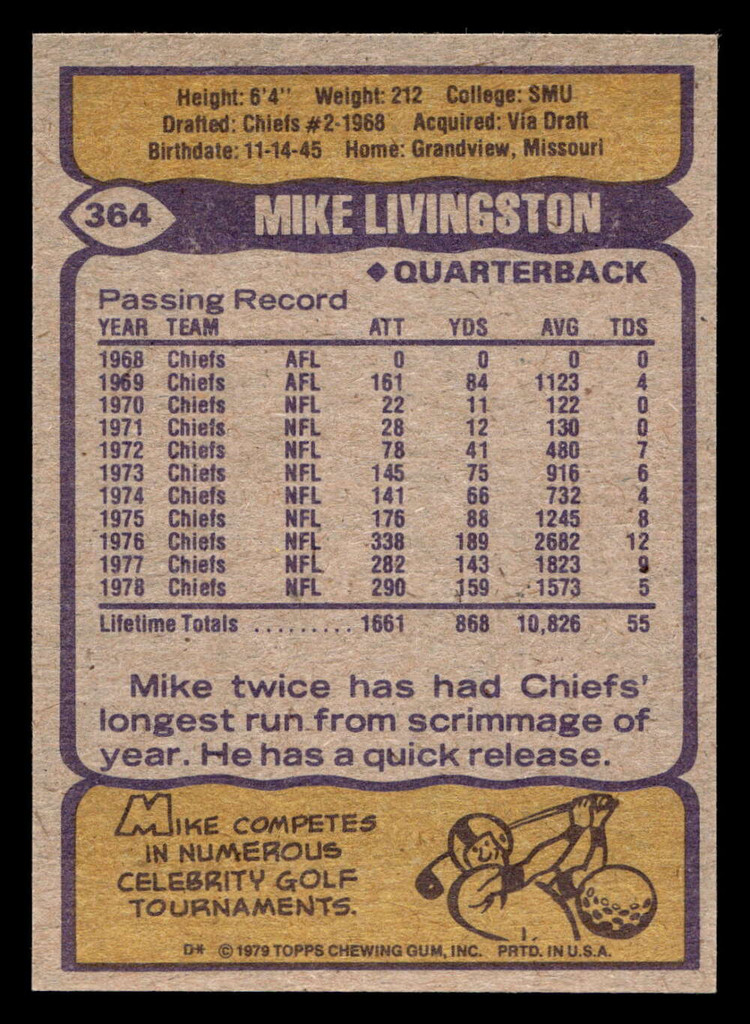 Height: 6'4" Weight: 212 College: SMU
Drafted: Chiefs #2-1968 Acquired: Via Draft
Birthdate: 11-14-45 Home: Grandview, Missouri
364 MIKE LIVINGSTON
◆ QUARTERBACK
Passing Record
YEAR TEAM ATT YDS AVG TDS
1968 Chiefs AFL 0 0 0 0
1969 Chiefs AFL 161 84 1123 4
1970 Chiefs NFL 22 11 122 0
1971 Chiefs NFL 28 12 130 0
1972 Chiefs NFL 78 41 480 7
1973 Chiefs NFL 145 75 916 6
1974 Chiefs NFL 141 66 732 4
1975 Chiefs NFL 176 88 1245 8
1976 Chiefs NFL 338 189 2682 12
1977 Chiefs NFL 282 143 1823 9
1978 Chiefs NFL 290 159 1573 5
Lifetime Totals ......... 1661 868 10,826 55
Mike twice has had Chiefs'
longest run from scrimmage of
year. He has a quick release.
MIKE COMPETES
IN NUMEROUS
CELEBRITY GOLF
TOURNAMENTS.
D* © 1979 TOPPS CHEWING GUM, INC. PRTD. IN U.S.A.